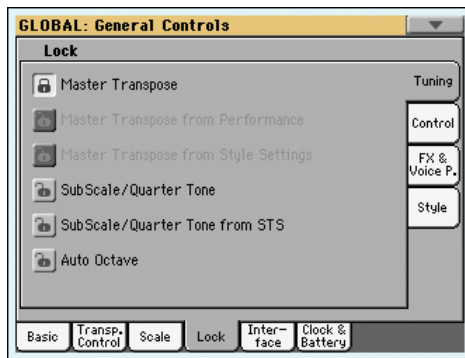 GLOBAL: General Controls
Lock
Master Transpose
Master Transpose from Performance
Master Transpose from Style Settings
SubScale/Quarter Tone
SubScale/Quarter Tone from STS
Auto Octave
Tuning
Control
FX &
Voice P.
Style
Basic
Transp.
Control
Scale
Lock
Inter-
face
Clock &
Battery